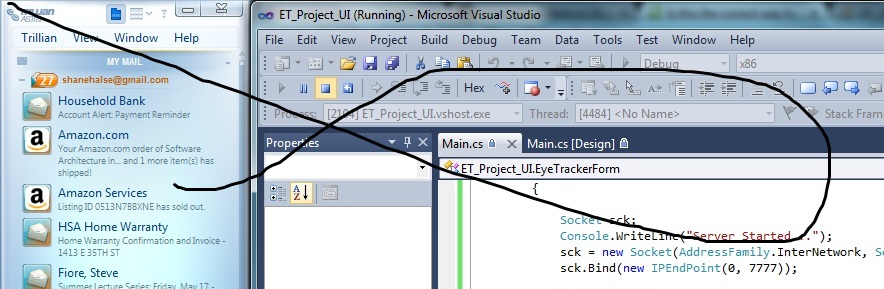 Trillian
ASTRA
Trillian View Window Help
MY MAIL
27 shanehalse@gmail.com
Household Bank
Account Alert: Payment Reminder
Amazon.com
Your Amazon.com order of Software
Architecture in... and 1 more item(s) has
shipped!
Amazon Services
Listing ID 0513N7BBXNE has sold out.
HSA Home Warranty
Home Warranty Confirmation and Invoice -
1413 E 35TH ST
Fiore, Steve
Summer Lecture Series: Friday, May 17 -
ET_Project_UI (Running) - Microsoft Visual Studio
File Edit View Project Build Debug Team Data Tools Test Window Help
Debug x86
Hex
Process: [2104] ET_Project_UI.vshost.exe Thread: [4484] <No Name> Stack Fram
Properties
Main.cs Main.cs [Design]
ET_Project_UI.EyeTrackerForm
{
Socket sck;
Console.WriteLine("Server Started...");
sck = new Socket(AddressFamily.InterNetwork, So
sck.Bind(new IPEndPoint(0, 7777));